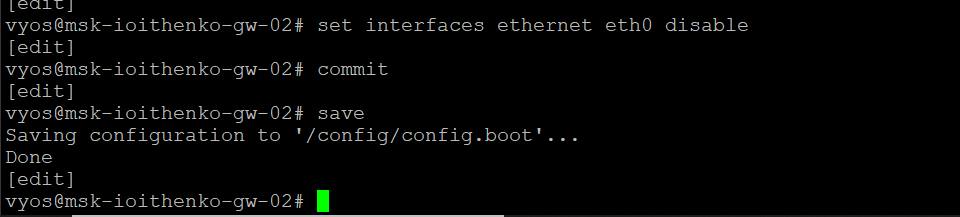 [edit]
vyos@msk-ioithenko-gw-02# set interfaces ethernet eth0 disable
[edit]
vyos@msk-ioithenko-gw-02# commit
[edit]
vyos@msk-ioithenko-gw-02# save
Saving configuration to '/config/config.boot'...
Done
[edit]
vyos@msk-ioithenko-gw-02#